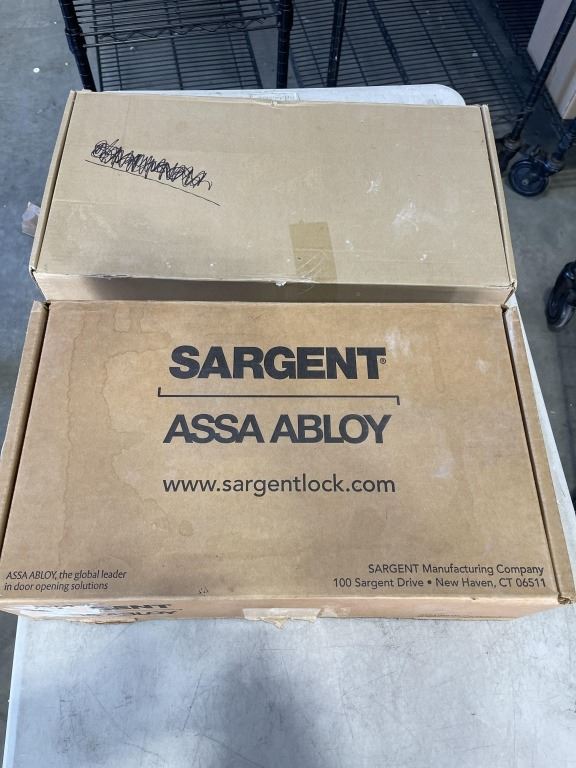 SARGENT®
ASSA ABLOY
www.sargentlock.com
ASSA ABLOY, the global leader
in door opening solutions
SARGENT Manufacturing Company
100 Sargent Drive • New Haven, CT 06511
SARGENT